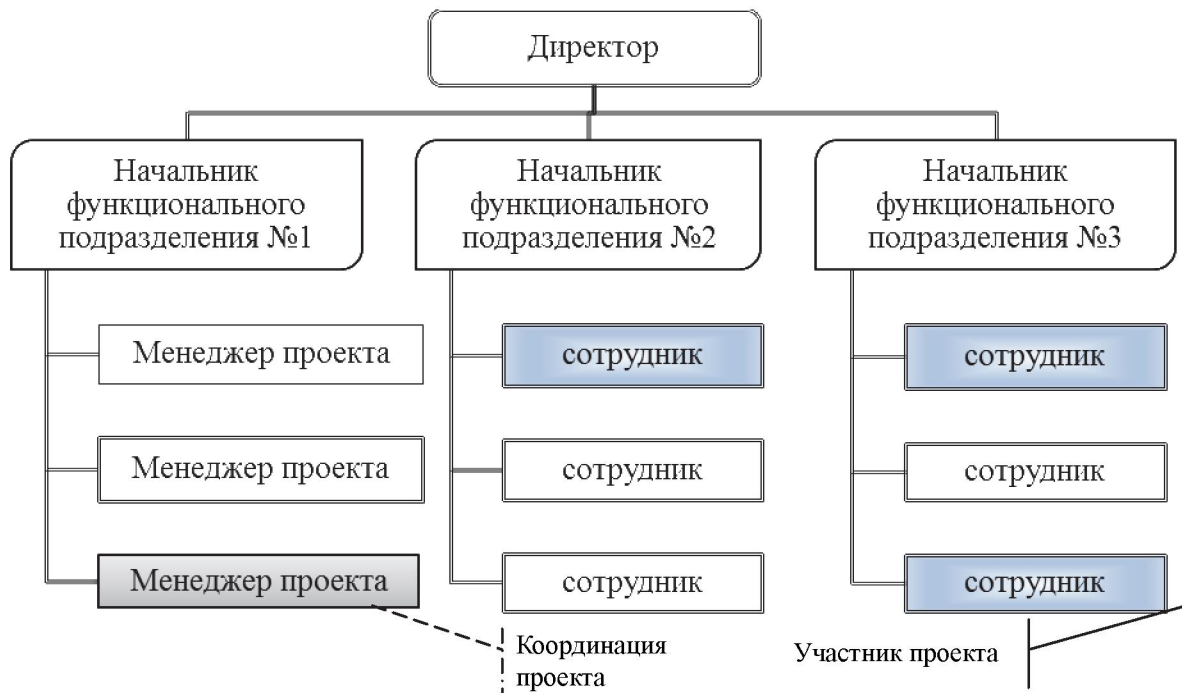 Директор
Начальник
функционального
подразделения №1
Начальник
функционального
подразделения №2
Начальник
функционального
подразделения №3
Менеджер проекта
сотрудник
сотрудник
Менеджер проекта
сотрудник
сотрудник
Менеджер проекта
сотрудник
сотрудник
Координация
проекта
Участник проекта